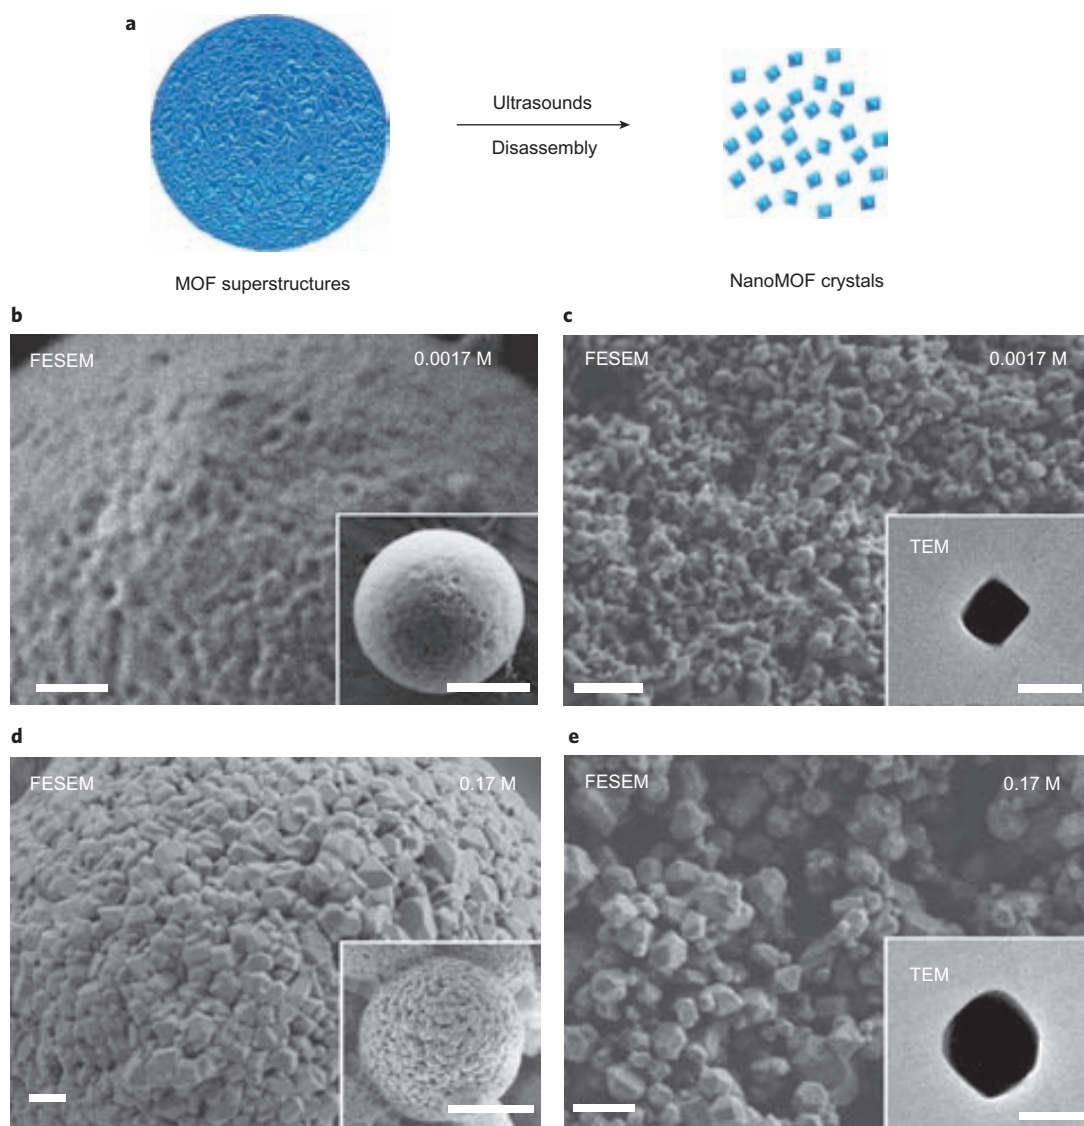 a
Ultrasounds
Disassembly
MOF superstructures
NanoMOF crystals
b
FESEM
0.0017 M
c
FESEM
0.0017 M
TEM
d
FESEM
0.17 M
e
FESEM
0.17 M
TEM